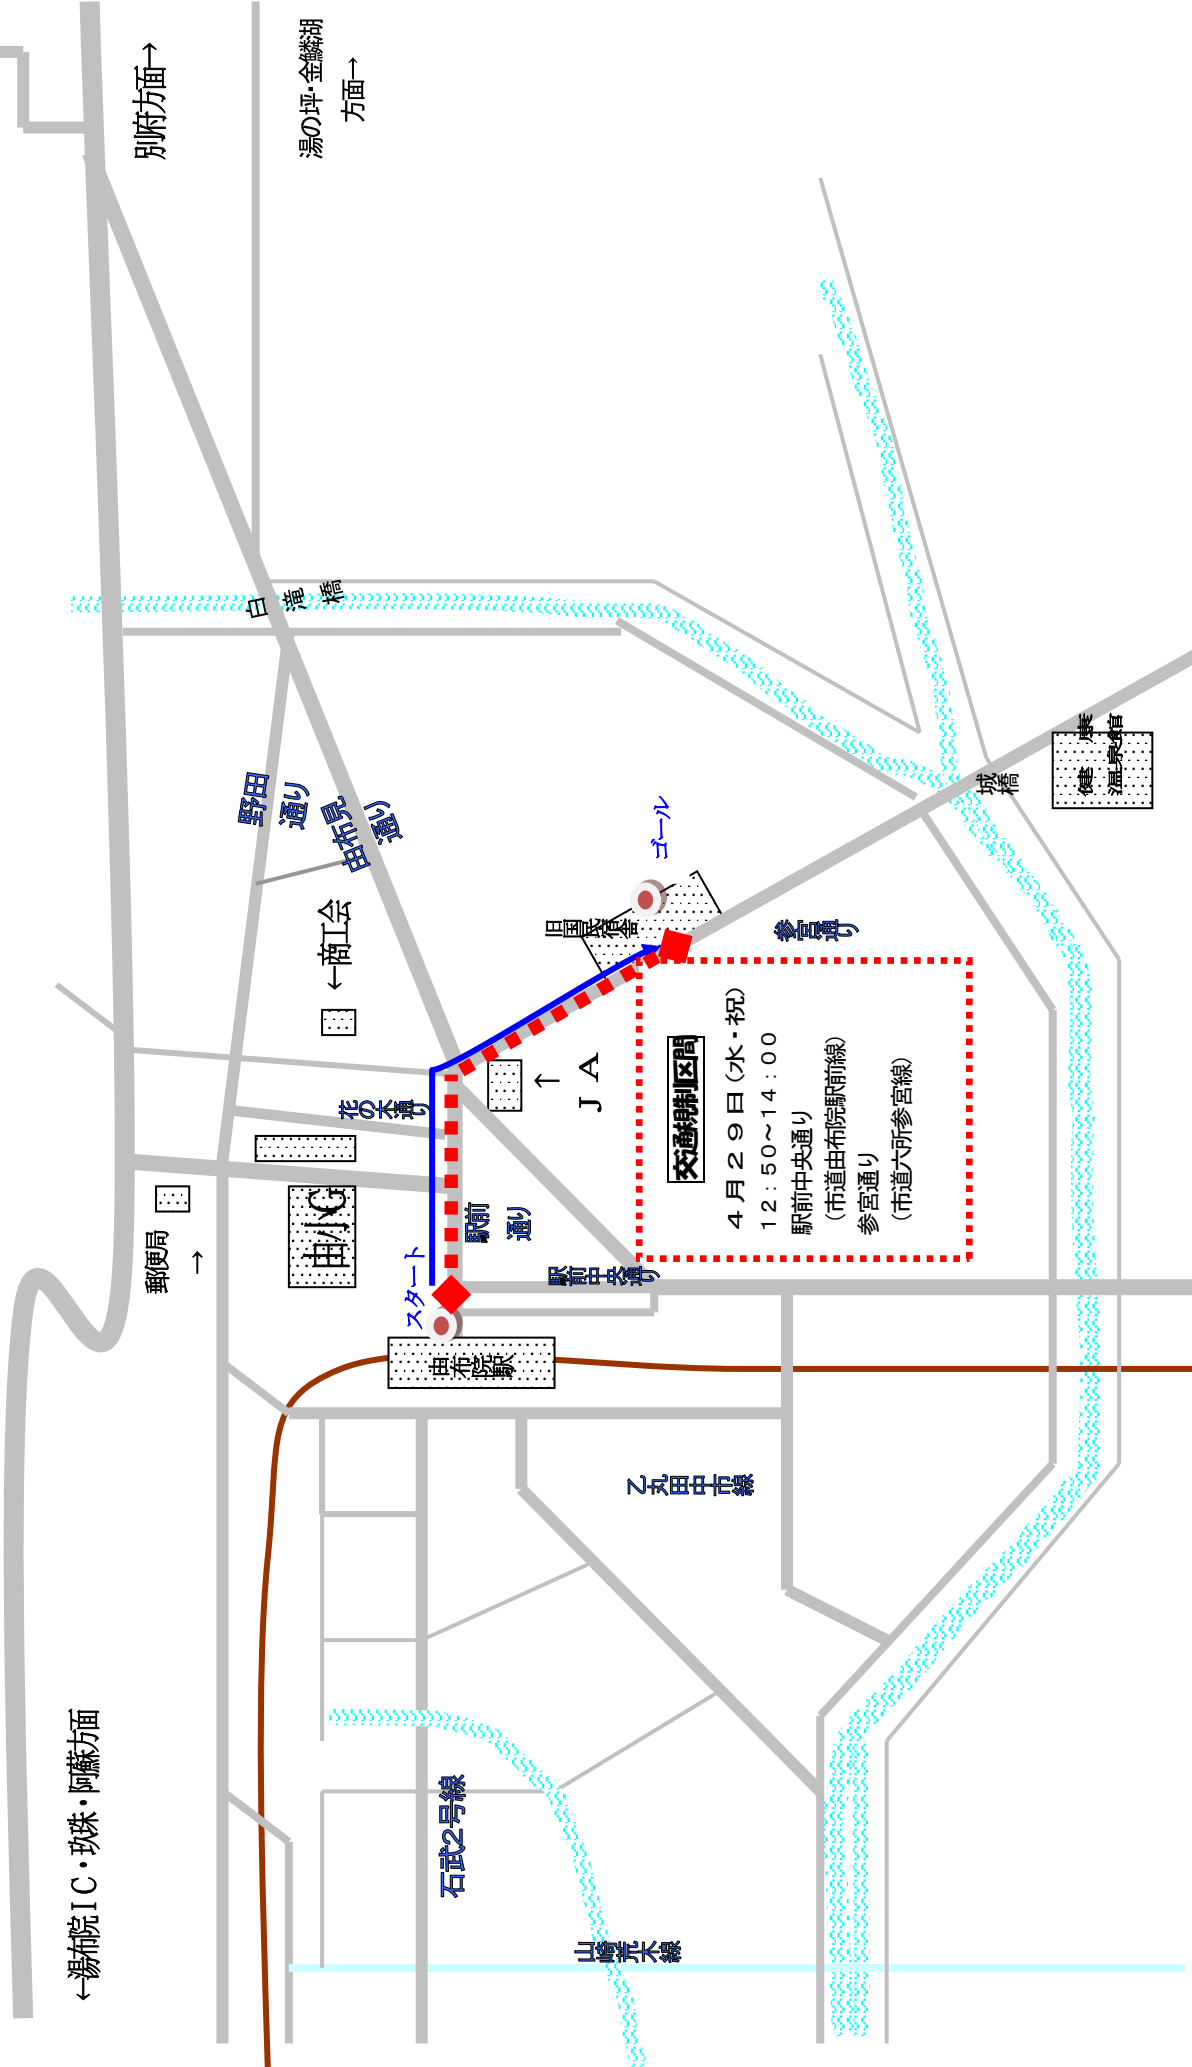 別府方面→
湯の坪・金鱗湖
方面→
白滝橋
野田
通り
由布見
通り
←商工会
旧国民宿舎
ゴール
城
橋
健康
温泉館
参宮通り
花の木通り
↑
ＪＡ
郵便局
→
由小G
駅前
通り
スタート
駅前中央通り
由布院駅
交通規制区間
４月２９日（水・祝）
１２：５０～１４：００
駅前中央通り
（市道由布院駅前線）
参宮通り
（市道六所参宮線）
乙丸田中市線
←湯布院ＩＣ・玖珠・阿蘇方面
石武2号線
山崎荒木線